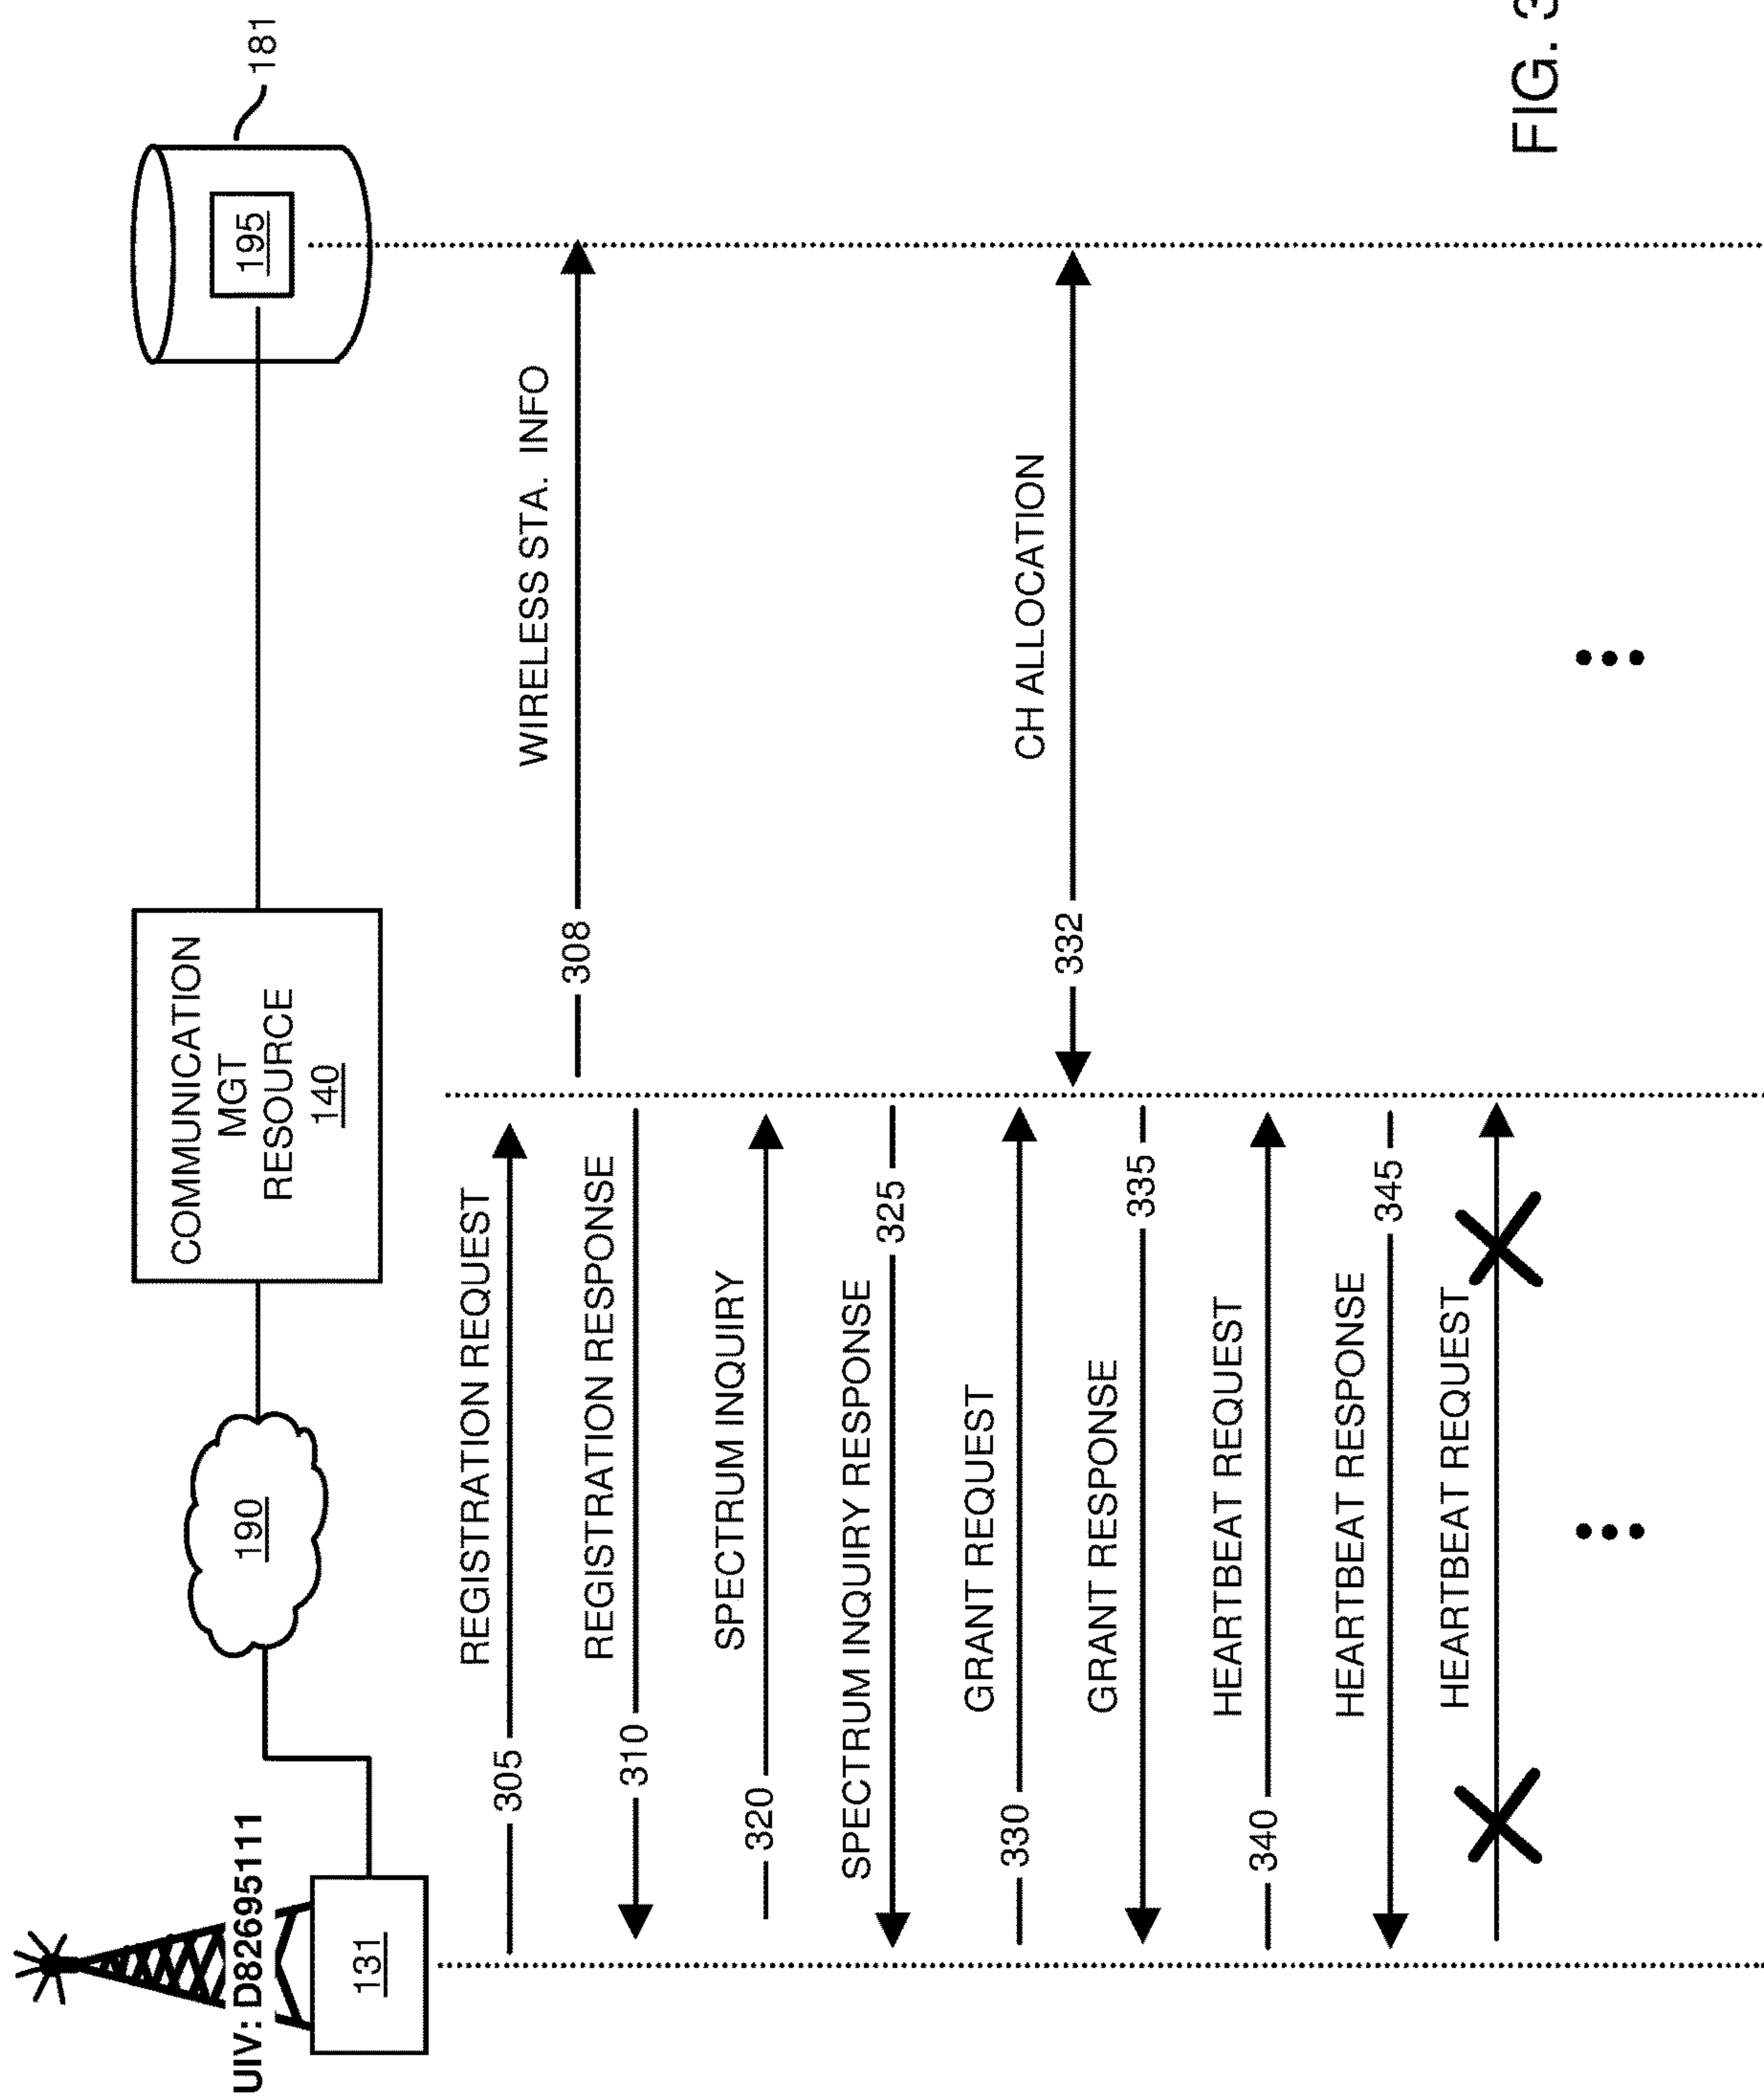 UIV: D82695111
131
190
COMMUNICATION
MGT
RESOURCE
140
195
181
REGISTRATION REQUEST
305
WIRELESS STA. INFO
308
REGISTRATION RESPONSE
310
SPECTRUM INQUIRY
320
SPECTRUM INQUIRY RESPONSE
325
GRANT REQUEST
330
CH ALLOCATION
332
GRANT RESPONSE
335
HEARTBEAT REQUEST
340
HEARTBEAT RESPONSE
345
HEARTBEAT REQUEST
FIG. 3